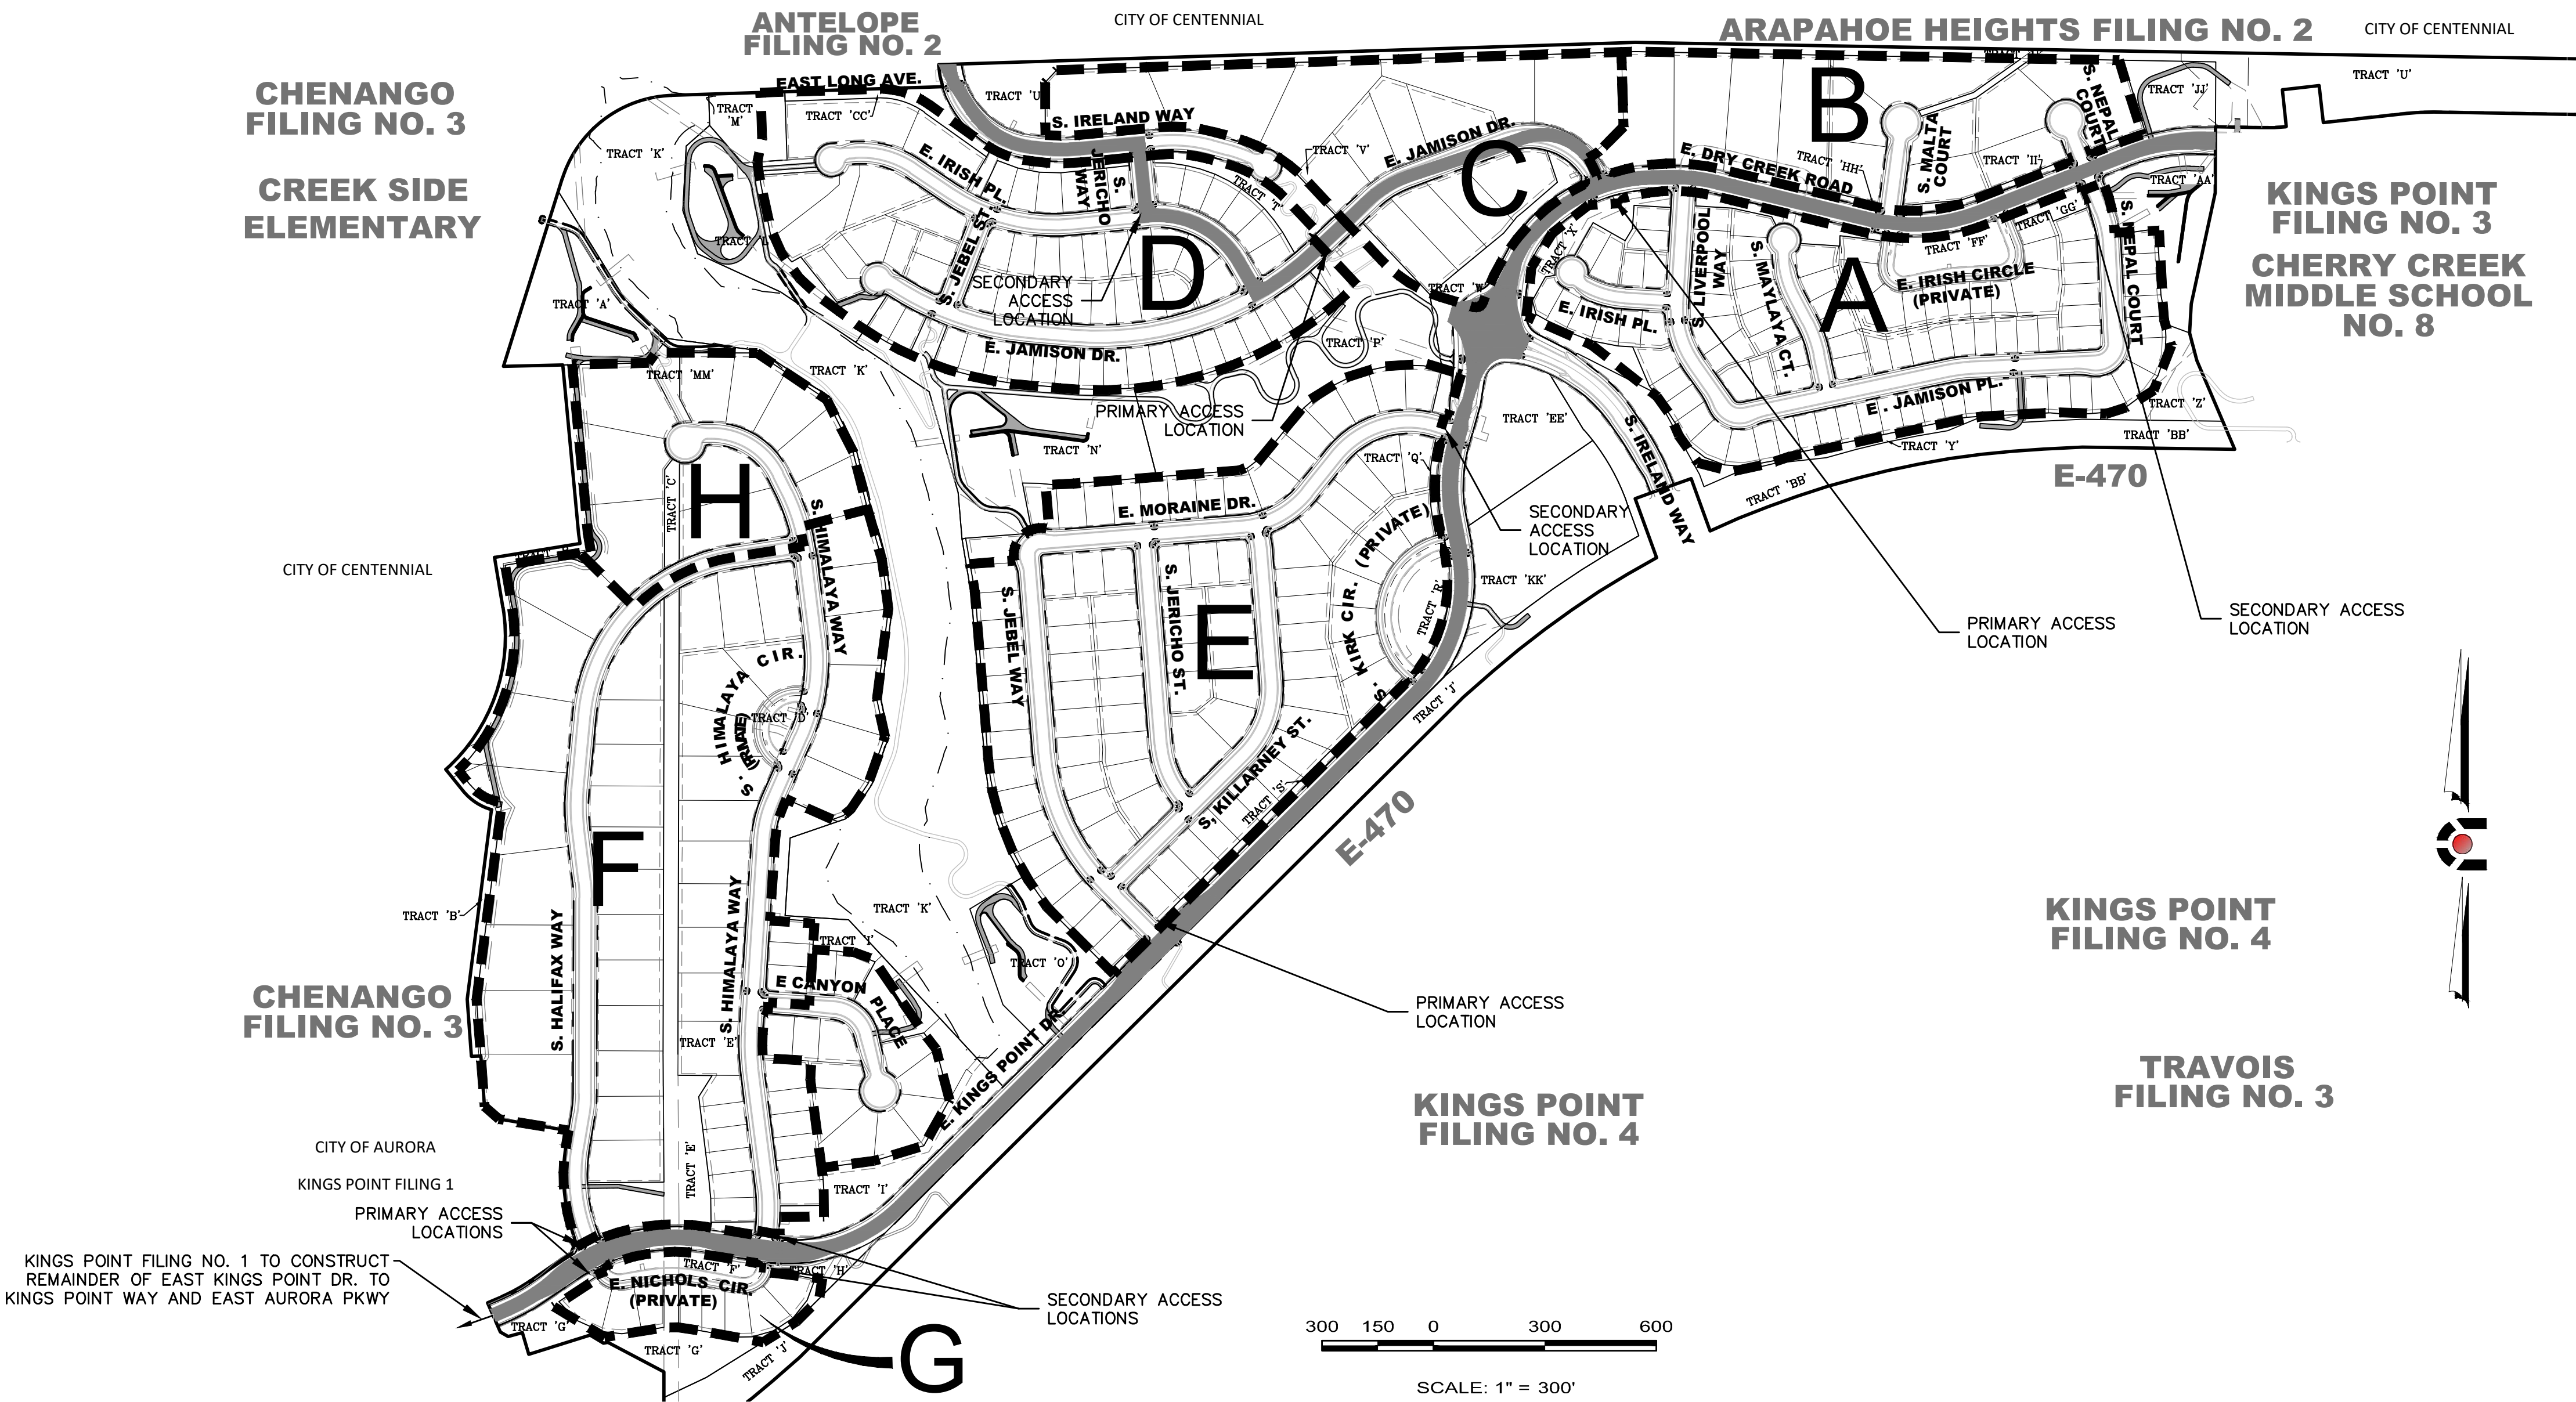 CITY OF CENTENNIAL
ANTELOPE
FILING NO. 2
ARAPAHOE HEIGHTS FILING NO. 2
CITY OF CENTENNIAL
TRACT 'U'
CHENANGO
FILING NO. 3
CREEK SIDE
ELEMENTARY
EAST LONG AVE.
TRACT
'M'
TRACT 'CC'
TRACT 'U'
S. IRELAND WAY
TRACT 'K'
E. IRISH PL.
S.
JERICHO
WAY
TRACT 'T'
TRACT 'V'
E. JAMISON DR.
C
B
E. DRY CREEK ROAD
TRACT 'HH'
S. MALTA
COURT
TRACT 'II'
S. NEPAL
COURT
TRACT 'JJ'
TRACT 'AA'
KINGS POINT
FILING NO. 3
CHERRY CREEK
MIDDLE SCHOOL
NO. 8
TRACT 'L'
TRACT 'A'
S. JEBEL ST.
SECONDARY
ACCESS
LOCATION
D
E. JAMISON DR.
TRACT 'W'
TRACT 'X'
TRACT 'P'
E. IRISH PL.
S. LIVERPOOL
WAY
S. MAYLAYA CT.
A
E. IRISH CIRCLE
(PRIVATE)
TRACT 'FF'
TRACT 'GG'
S. NEPAL COURT
E . JAMISON PL.
TRACT 'Z'
TRACT 'BB'
TRACT 'Y'
TRACT 'BB'
E-470
TRACT 'MM'
TRACT 'K'
PRIMARY ACCESS
LOCATION
TRACT 'N'
TRACT 'EE'
S. IRELAND WAY
TRACT 'Q'
H
TRACT 'C'
S. HIMALAYA WAY
E. MORAINE DR.
SECONDARY
ACCESS
LOCATION
CITY OF CENTENNIAL
S. JEBEL WAY
S. JERICHO ST.
E
S. KIRK CIR. (PRIVATE)
TRACT 'R'
TRACT 'KK'
PRIMARY ACCESS
LOCATION
SECONDARY ACCESS
LOCATION
S. HIMALAYA CIR.
TRACT 'D'
TRACT 'J'
S, KILLARNEY ST.
TRACT 'S'
E-470
F
TRACT 'B'
S. HALIFAX WAY
S. HIMALAYA WAY
TRACT 'K'
TRACT 'I'
TRACT 'O'
E CANYON
PLACE
KINGS POINT
FILING NO. 4
CHENANGO
FILING NO. 3
TRACT 'E'
E. KINGS POINT DR.
PRIMARY ACCESS
LOCATION
KINGS POINT
FILING NO. 4
TRAVOIS
FILING NO. 3
CITY OF AURORA
KINGS POINT FILING 1
TRACT 'E'
TRACT 'I'
PRIMARY ACCESS
LOCATIONS
KINGS POINT FILING NO. 1 TO CONSTRUCT
REMAINDER OF EAST KINGS POINT DR. TO
KINGS POINT WAY AND EAST AURORA PKWY
TRACT 'F'
TRACT 'H'
E. NICHOLS CIR.
(PRIVATE)
TRACT 'G'
TRACT 'G'
TRACT 'J'
G
SECONDARY ACCESS
LOCATIONS
300 150 0 300 600
SCALE: 1" = 300'